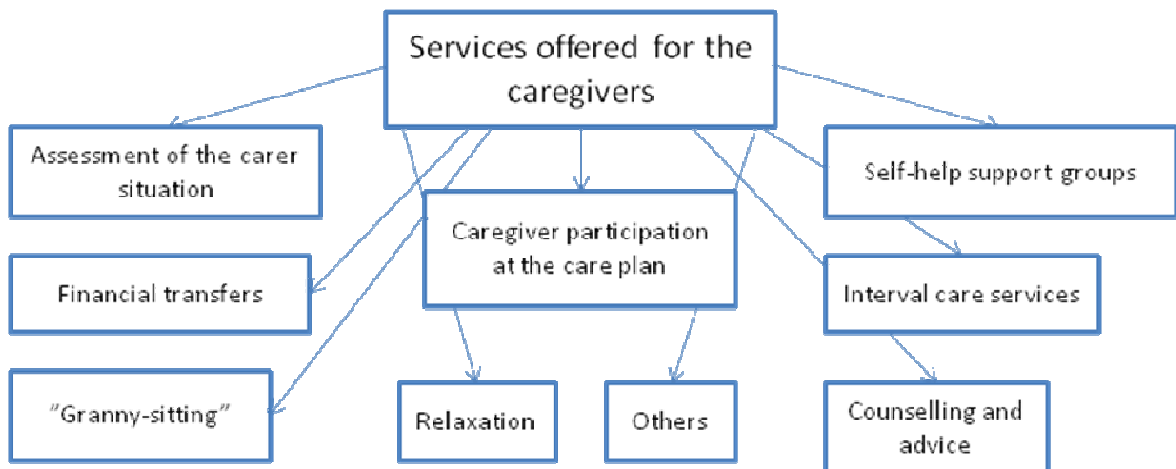 Services offered for the
caregivers
Assessment of the carer
situation
Self-help support groups
Caregiver participation
at the care plan
Financial transfers
Interval care services
"Granny-sitting"
Relaxation
Others
Counselling and
advice